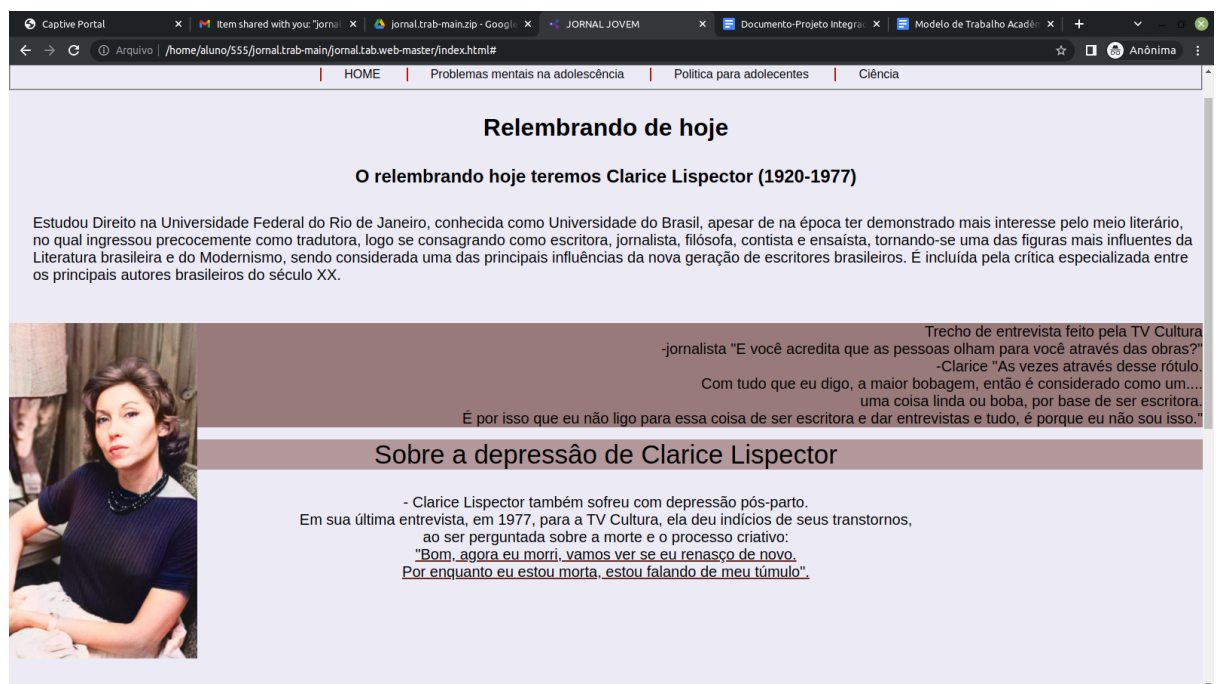 Captive Portal
Item shared with you: "jornal
jornal.trab-main.zip - Google
JORNAL JOVEM
Documento-Projeto Integrac
Modelo de Trabalho Acadên
Arquivo /home/aluno/555/jornal.trab-main/jornal.tab.web-master/index.html#
Anônima
HOME
Problemas mentais na adolescência
Politica para adolecentes
Ciência
Relembrando de hoje
O relembrando hoje teremos Clarice Lispector (1920-1977)
Estudou Direito na Universidade Federal do Rio de Janeiro, conhecida como Universidade do Brasil, apesar de na época ter demonstrado mais interesse pelo meio literário,
no qual ingressou precocemente como tradutora, logo se consagrando como escritora, jornalista, filósofa, contista e ensaísta, tornando-se uma das figuras mais influentes da
Literatura brasileira e do Modernismo, sendo considerada uma das principais influências da nova geração de escritores brasileiros. É incluída pela crítica especializada entre
os principais autores brasileiros do século XX.
Trecho de entrevista feito pela TV Cultura
-jornalista "E você acredita que as pessoas olham para você através das obras?"
-Clarice "As vezes através desse rótulo.
Com tudo que eu digo, a maior bobagem, então é considerado como um....
uma coisa linda ou boba, por base de ser escritora.
É por isso que eu não ligo para essa coisa de ser escritora e dar entrevistas e tudo, é porque eu não sou isso."
Sobre a depressâo de Clarice Lispector
- Clarice Lispector também sofreu com depressão pós-parto.
Em sua última entrevista, em 1977, para a TV Cultura, ela deu indícios de seus transtornos,
ao ser perguntada sobre a morte e o processo criativo:
"Bom, agora eu morri, vamos ver se eu renasço de novo.
Por enquanto eu estou morta, estou falando de meu túmulo".